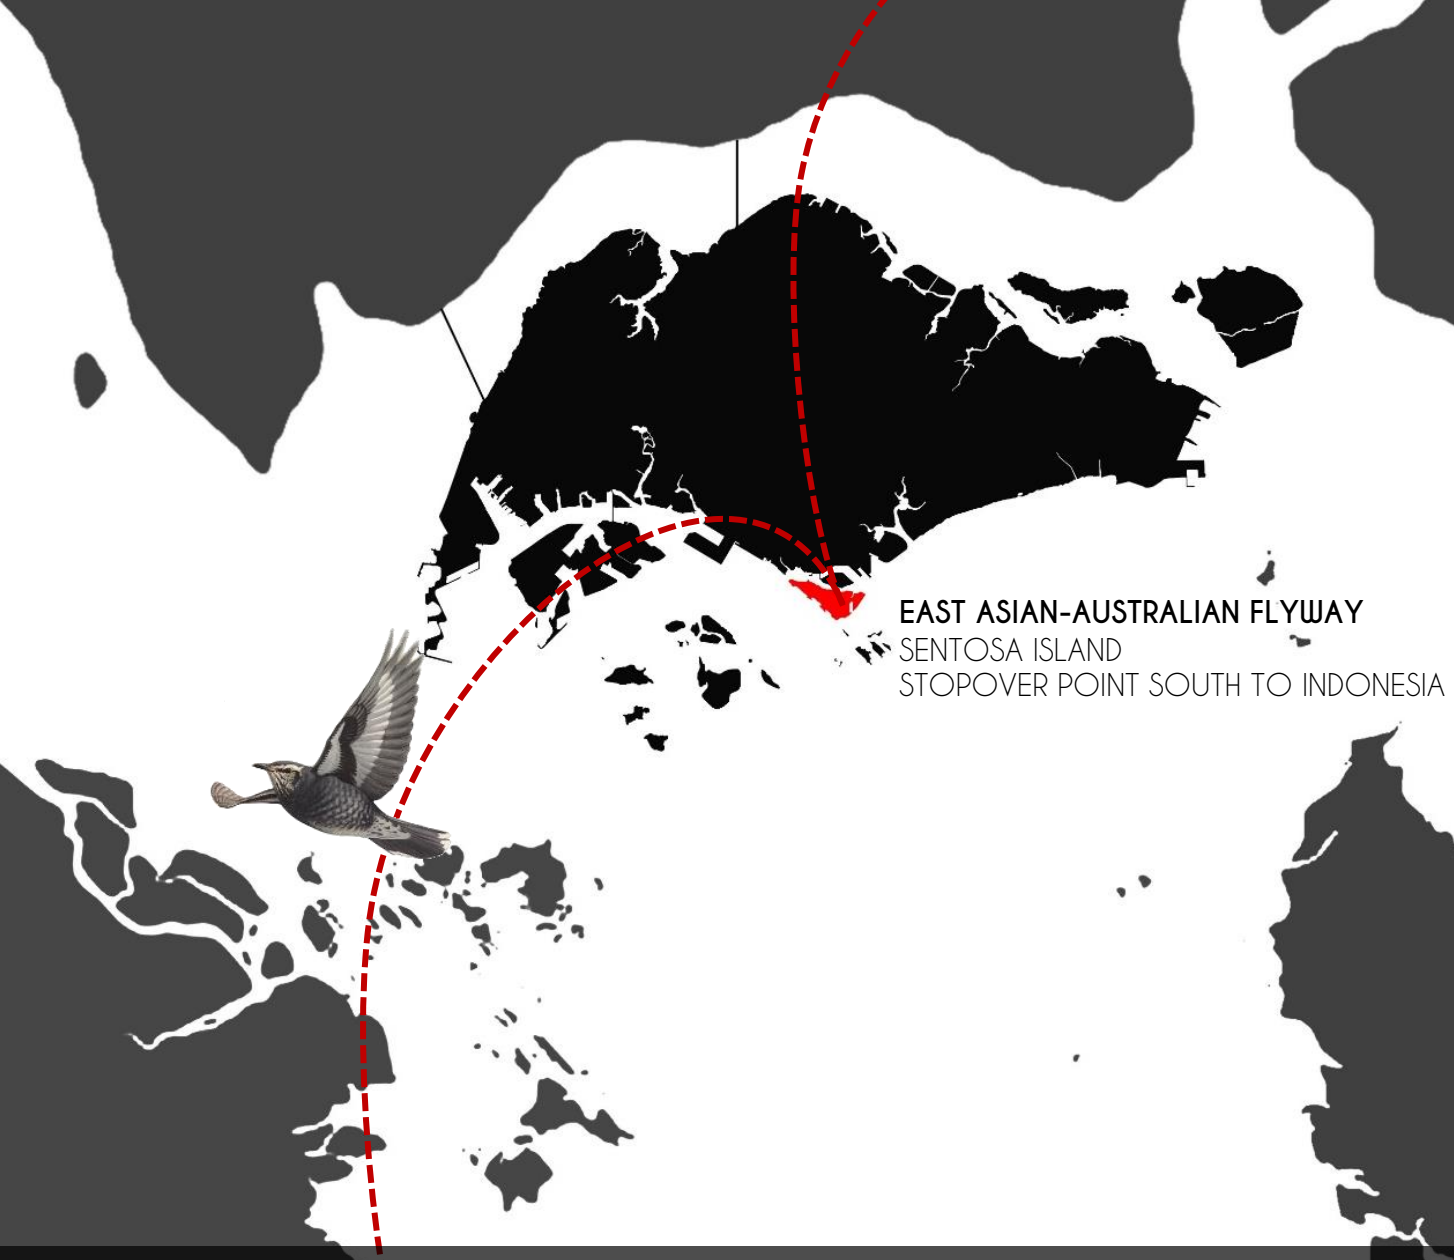 EAST ASIAN-AUSTRALIAN FLYWAY
SENTOSA ISLAND
STOPOVER POINT SOUTH TO INDONESIA